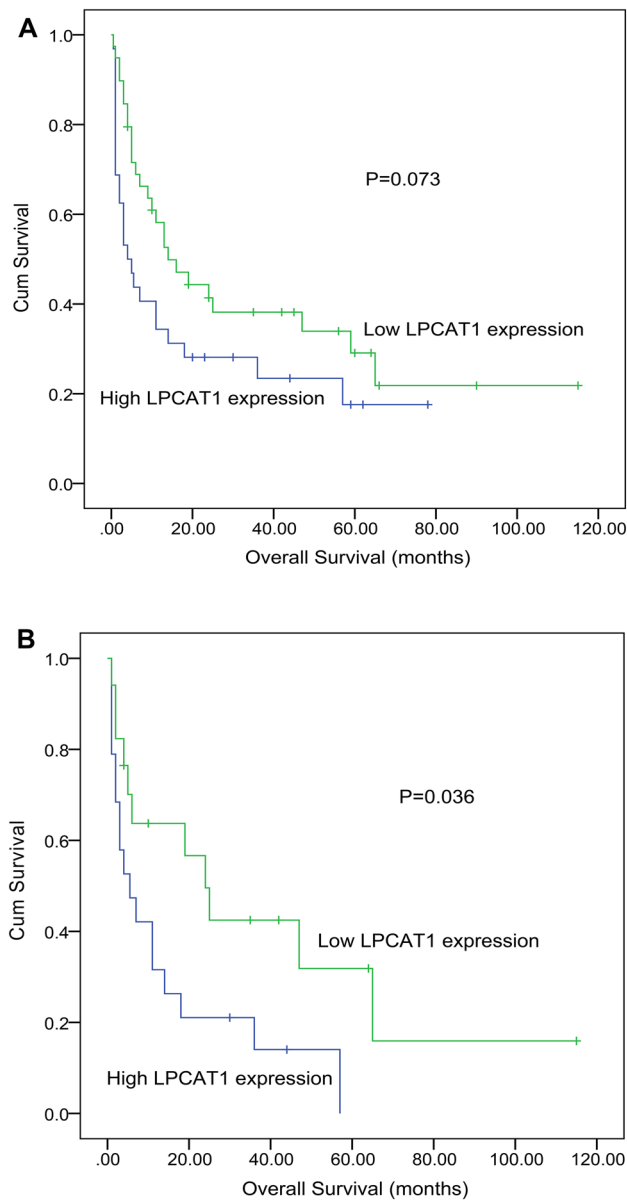 A
1.0
0.8
P=0.073
0.6
Cum Survival
0.4
Low LPCAT1 expression
0.2
High LPCAT1 expression
0.0
.00 20.00 40.00 60.00 80.00 100.00 120.00
Overall Survival (months)
B
1.0
0.8
P=0.036
0.6
Cum Survival
0.4
Low LPCAT1 expression
0.2
High LPCAT1 expression
0.0
.00 20.00 40.00 60.00 80.00 100.00 120.00
Overall Survival (months)